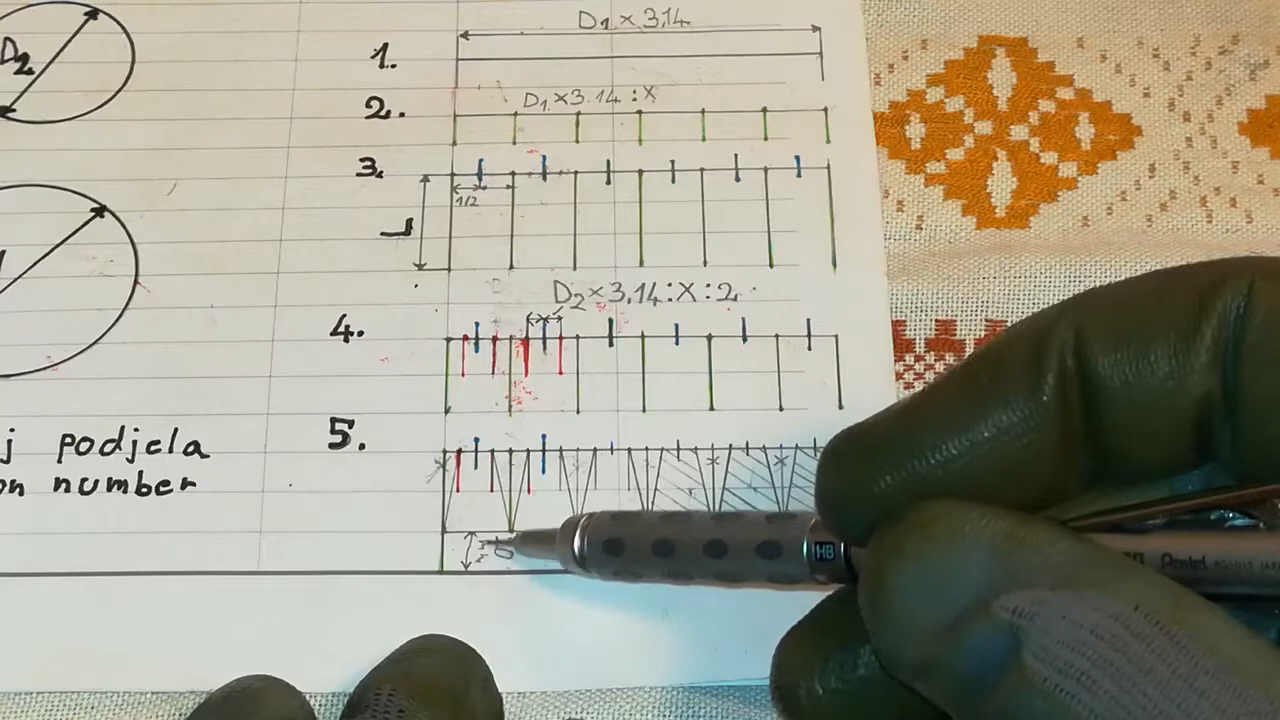 D2
D1 × 3,14
1.
2.
D1 × 3.14 : X
3.
1/2
L
D2 × 3,14 : X : 2
4.
5.
j podjela
on number
HB
Pentel